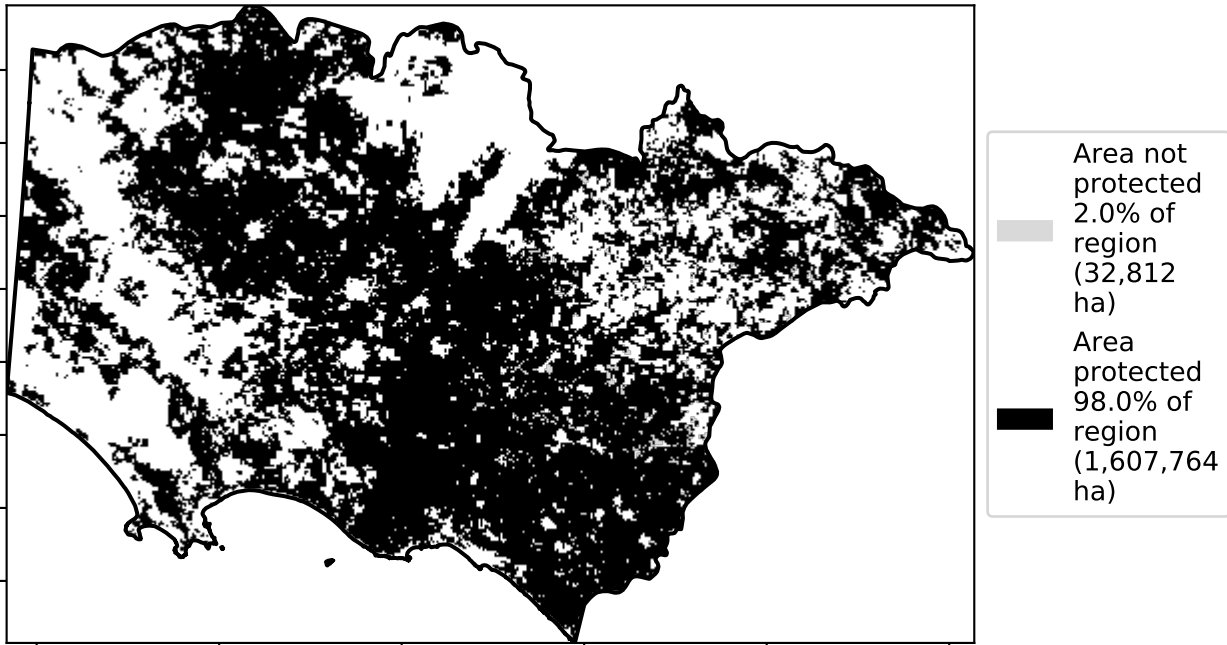 Area not
protected
2.0% of
region
(32,812
ha)
Area
protected
98.0% of
region
(1,607,764
ha)